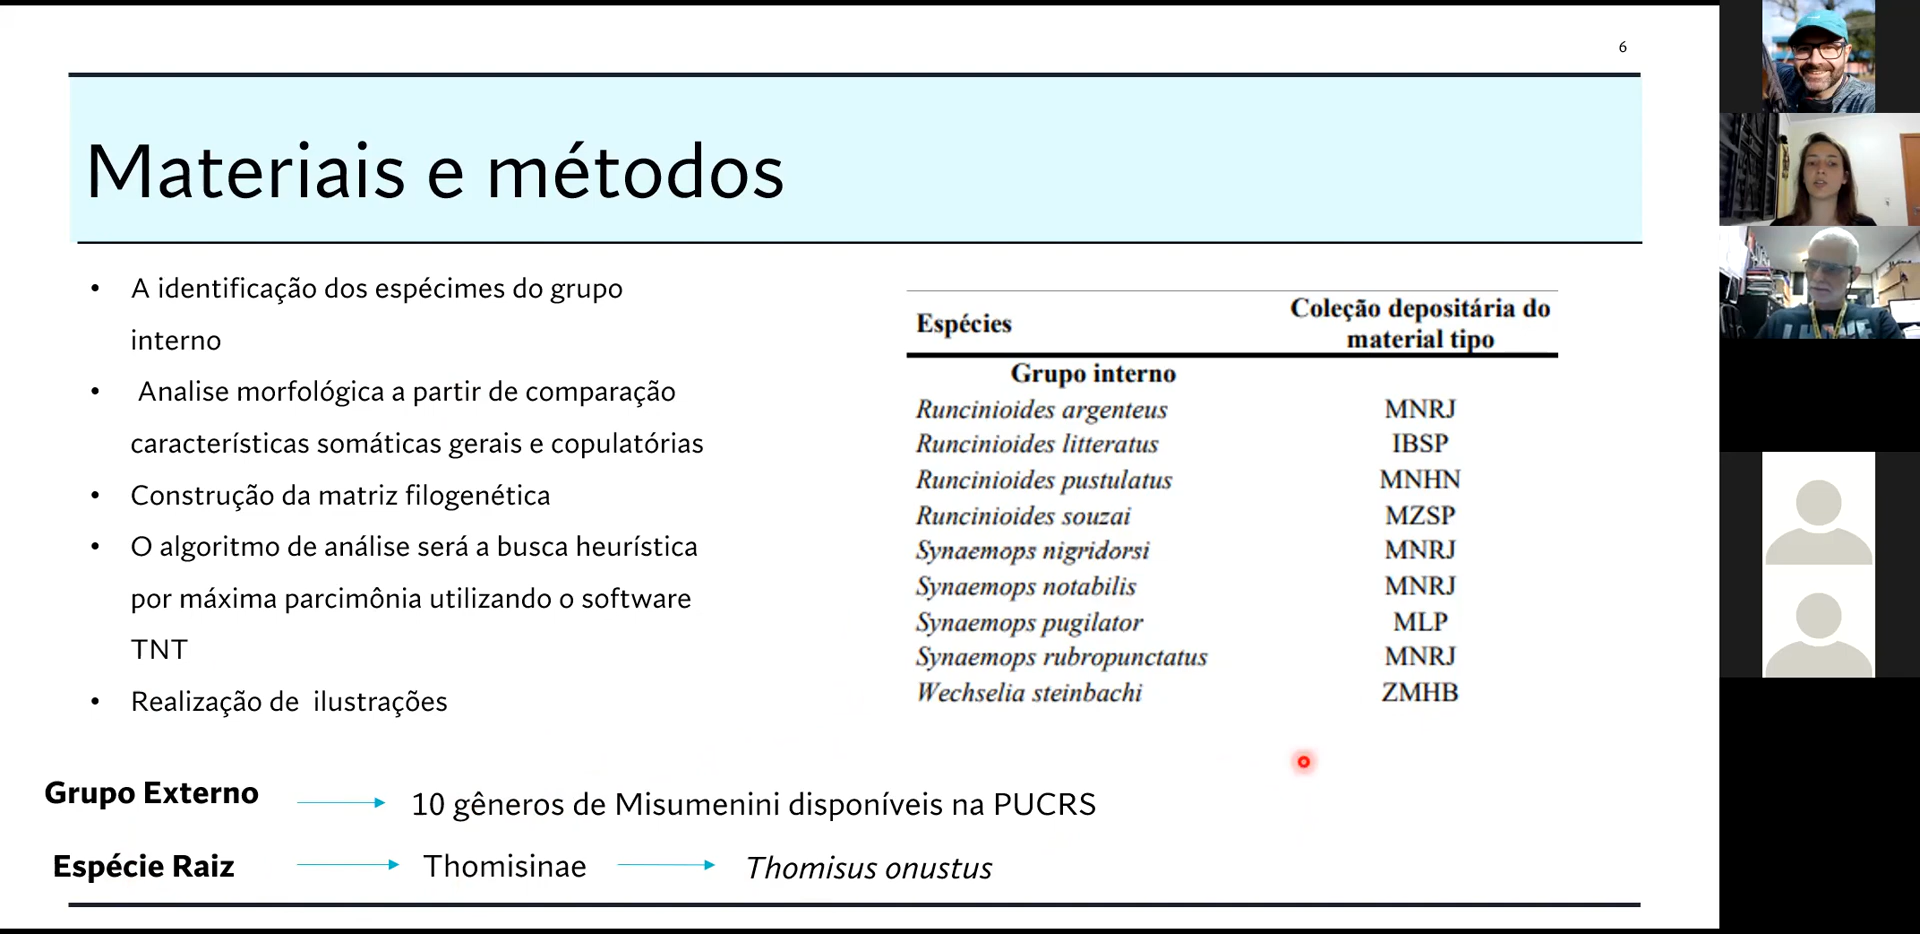 6
Materiais e métodos
• A identificação dos espécimes do grupo
interno
• Analise morfológica a partir de comparação
características somáticas gerais e copulatórias
• Construção da matriz filogenética
• O algoritmo de análise será a busca heurística
por máxima parcimônia utilizando o software
TNT
• Realização de ilustrações
Espécies Coleção depositária do
material tipo
Grupo interno
Runcinioides argenteus MNRJ
Runcinioides litteratus IBSP
Runcinioides pustulatus MNHN
Runcinioides souzai MZSP
Synaemops nigridorsi MNRJ
Synaemops notabilis MNRJ
Synaemops pugilator MLP
Synaemops rubropunctatus MNRJ
Wechselia steinbachi ZMHB
Grupo Externo 10 gêneros de Misumenini disponíveis na PUCRS
Espécie Raiz Thomisinae Thomisus onustus